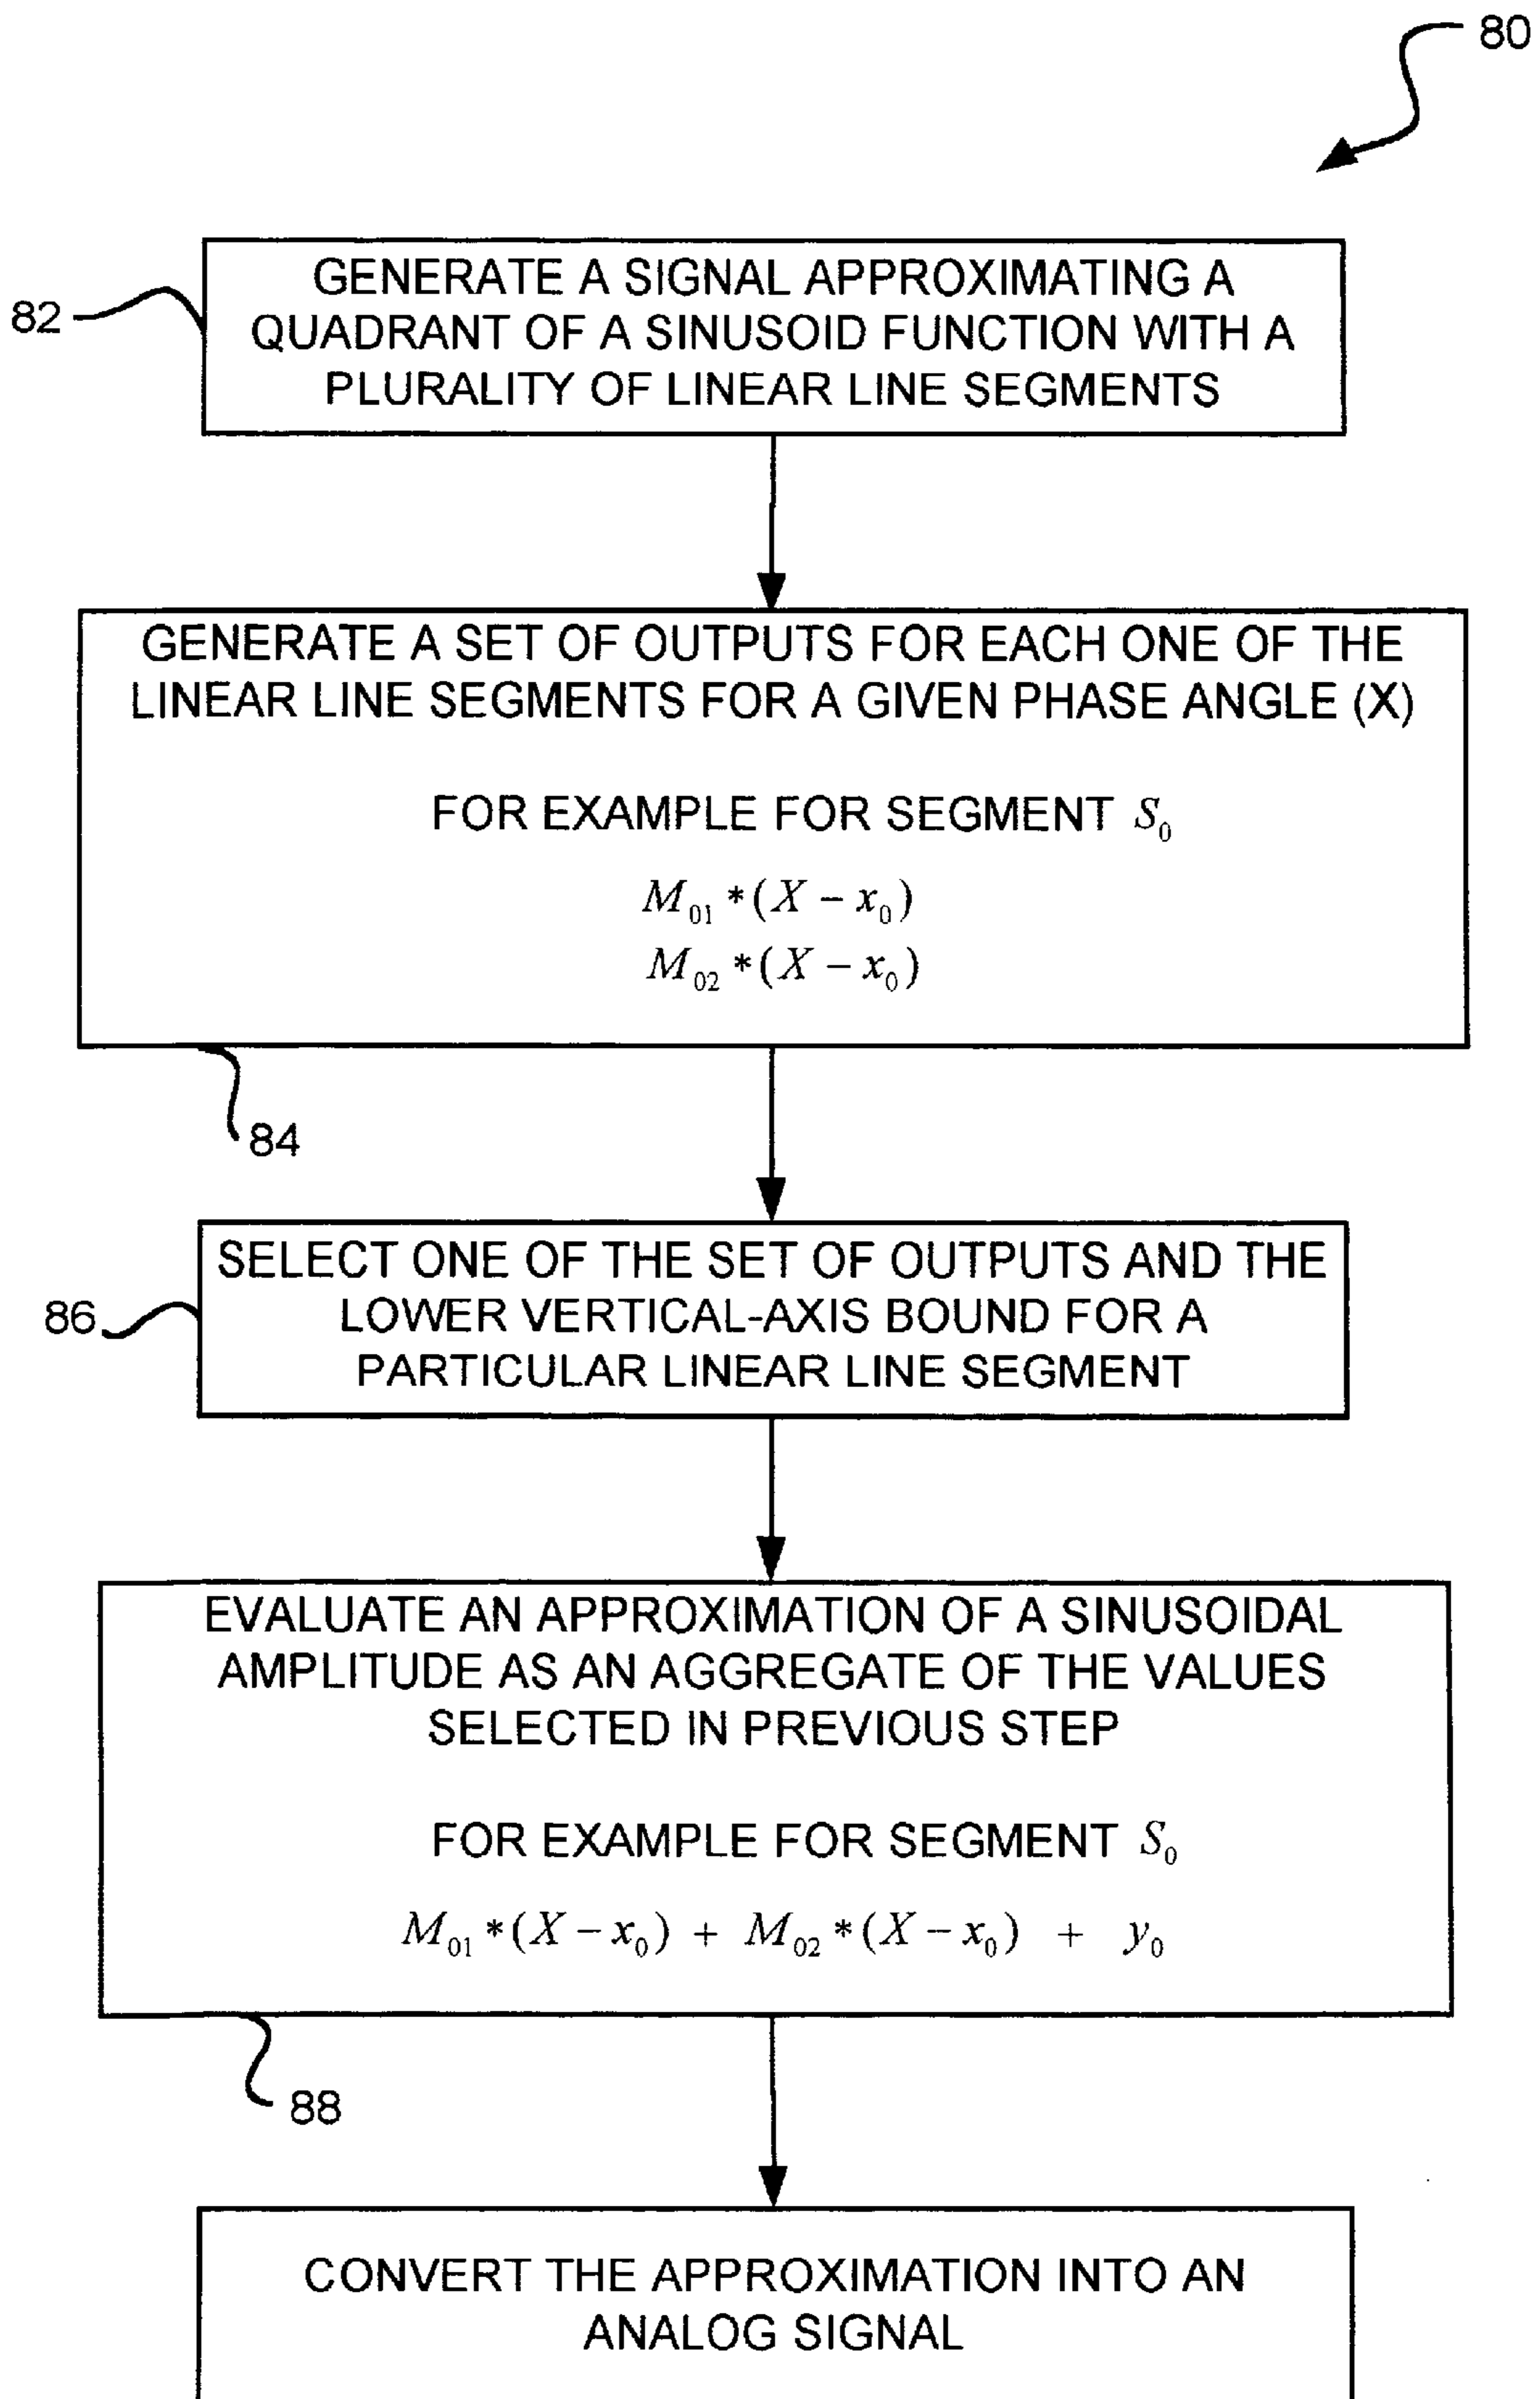 80
82
GENERATE A SIGNAL APPROXIMATING A
QUADRANT OF A SINUSOID FUNCTION WITH A
PLURALITY OF LINEAR LINE SEGMENTS
GENERATE A SET OF OUTPUTS FOR EACH ONE OF THE
LINEAR LINE SEGMENTS FOR A GIVEN PHASE ANGLE (X)
FOR EXAMPLE FOR SEGMENT S₀
M₀₁ *(X − x₀)
M₀₂ *(X − x₀)
84
86
SELECT ONE OF THE SET OF OUTPUTS AND THE
LOWER VERTICAL-AXIS BOUND FOR A
PARTICULAR LINEAR LINE SEGMENT
EVALUATE AN APPROXIMATION OF A SINUSOIDAL
AMPLITUDE AS AN AGGREGATE OF THE VALUES
SELECTED IN PREVIOUS STEP
FOR EXAMPLE FOR SEGMENT S₀
M₀₁ *(X − x₀) + M₀₂ *(X − x₀) + y₀
88
CONVERT THE APPROXIMATION INTO AN
ANALOG SIGNAL